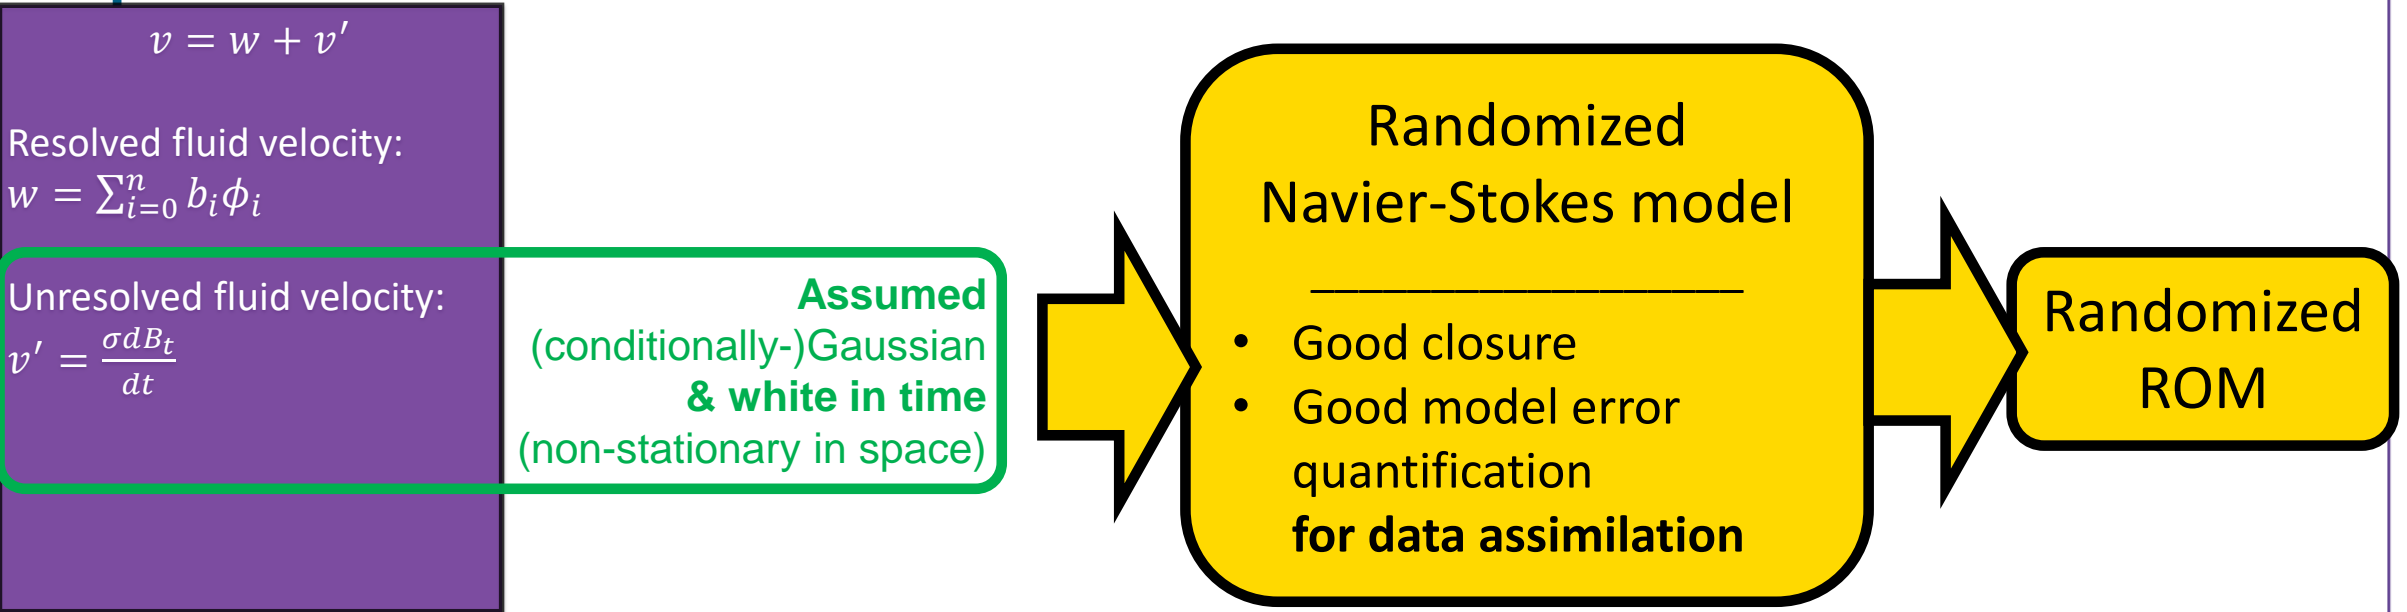 v = w + v′
Resolved fluid velocity:
w = ∑ⁿᵢ₌₀ bᵢϕᵢ
Unresolved fluid velocity:
v′ = σdBₜ/dt
Assumed
(conditionally-)Gaussian
& white in time
(non-stationary in space)
Randomized
Navier-Stokes model
• Good closure
• Good model error
quantification
for data assimilation
Randomized
ROM